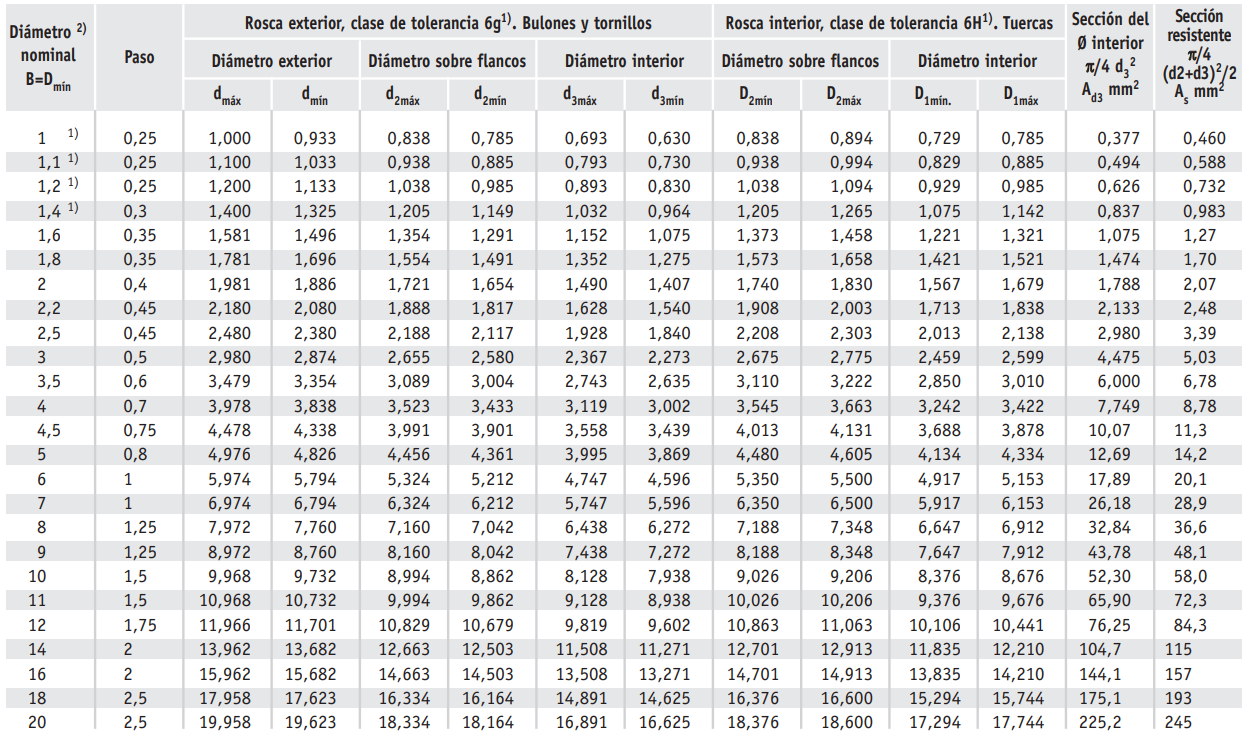 Diámetro 2) nominal B=Dmín Paso Rosca exterior, clase de tolerancia 6g1). Bulones y tornillos Rosca interior, clase de tolerancia 6H1). Tuercas Sección del Ø interior π/4 d3² Ad3 mm² Sección resistente π/4 (d2+d3)²/2 As mm²
Diámetro exterior Diámetro sobre flancos Diámetro interior Diámetro sobre flancos Diámetro interior
dmáx dmín d2máx d2mín d3máx d3mín D2mín D2máx D1mín. D1máx
1 1) 0,25 1,000 0,933 0,838 0,785 0,693 0,630 0,838 0,894 0,729 0,785 0,377 0,460
1,1 1) 0,25 1,100 1,033 0,938 0,885 0,793 0,730 0,938 0,994 0,829 0,885 0,494 0,588
1,2 1) 0,25 1,200 1,133 1,038 0,985 0,893 0,830 1,038 1,094 0,929 0,985 0,626 0,732
1,4 1) 0,3 1,400 1,325 1,205 1,149 1,032 0,964 1,205 1,265 1,075 1,142 0,837 0,983
1,6 0,35 1,581 1,496 1,354 1,291 1,152 1,075 1,373 1,458 1,221 1,321 1,075 1,27
1,8 0,35 1,781 1,696 1,554 1,491 1,352 1,275 1,573 1,658 1,421 1,521 1,474 1,70
2 0,4 1,981 1,886 1,721 1,654 1,490 1,407 1,740 1,830 1,567 1,679 1,788 2,07
2,2 0,45 2,180 2,080 1,888 1,817 1,628 1,540 1,908 2,003 1,713 1,838 2,133 2,48
2,5 0,45 2,480 2,380 2,188 2,117 1,928 1,840 2,208 2,303 2,013 2,138 2,980 3,39
3 0,5 2,980 2,874 2,655 2,580 2,367 2,273 2,675 2,775 2,459 2,599 4,475 5,03
3,5 0,6 3,479 3,354 3,089 3,004 2,743 2,635 3,110 3,222 2,850 3,010 6,000 6,78
4 0,7 3,978 3,838 3,523 3,433 3,119 3,002 3,545 3,663 3,242 3,422 7,749 8,78
4,5 0,75 4,478 4,338 3,991 3,901 3,558 3,439 4,013 4,131 3,688 3,878 10,07 11,3
5 0,8 4,976 4,826 4,456 4,361 3,995 3,869 4,480 4,605 4,134 4,334 12,69 14,2
6 1 5,974 5,794 5,324 5,212 4,747 4,596 5,350 5,500 4,917 5,153 17,89 20,1
7 1 6,974 6,794 6,324 6,212 5,747 5,596 6,350 6,500 5,917 6,153 26,18 28,9
8 1,25 7,972 7,760 7,160 7,042 6,438 6,272 7,188 7,348 6,647 6,912 32,84 36,6
9 1,25 8,972 8,760 8,160 8,042 7,438 7,272 8,188 8,348 7,647 7,912 43,78 48,1
10 1,5 9,968 9,732 8,994 8,862 8,128 7,938 9,026 9,206 8,376 8,676 52,30 58,0
11 1,5 10,968 10,732 9,994 9,862 9,128 8,938 10,026 10,206 9,376 9,676 65,90 72,3
12 1,75 11,966 11,701 10,829 10,679 9,819 9,602 10,863 11,063 10,106 10,441 76,25 84,3
14 2 13,962 13,682 12,663 12,503 11,508 11,271 12,701 12,913 11,835 12,210 104,7 115
16 2 15,962 15,682 14,663 14,503 13,508 13,271 14,701 14,913 13,835 14,210 144,1 157
18 2,5 17,958 17,623 16,334 16,164 14,891 14,625 16,376 16,600 15,294 15,744 175,1 193
20 2,5 19,958 19,623 18,334 18,164 16,891 16,625 18,376 18,600 17,294 17,744 225,2 245